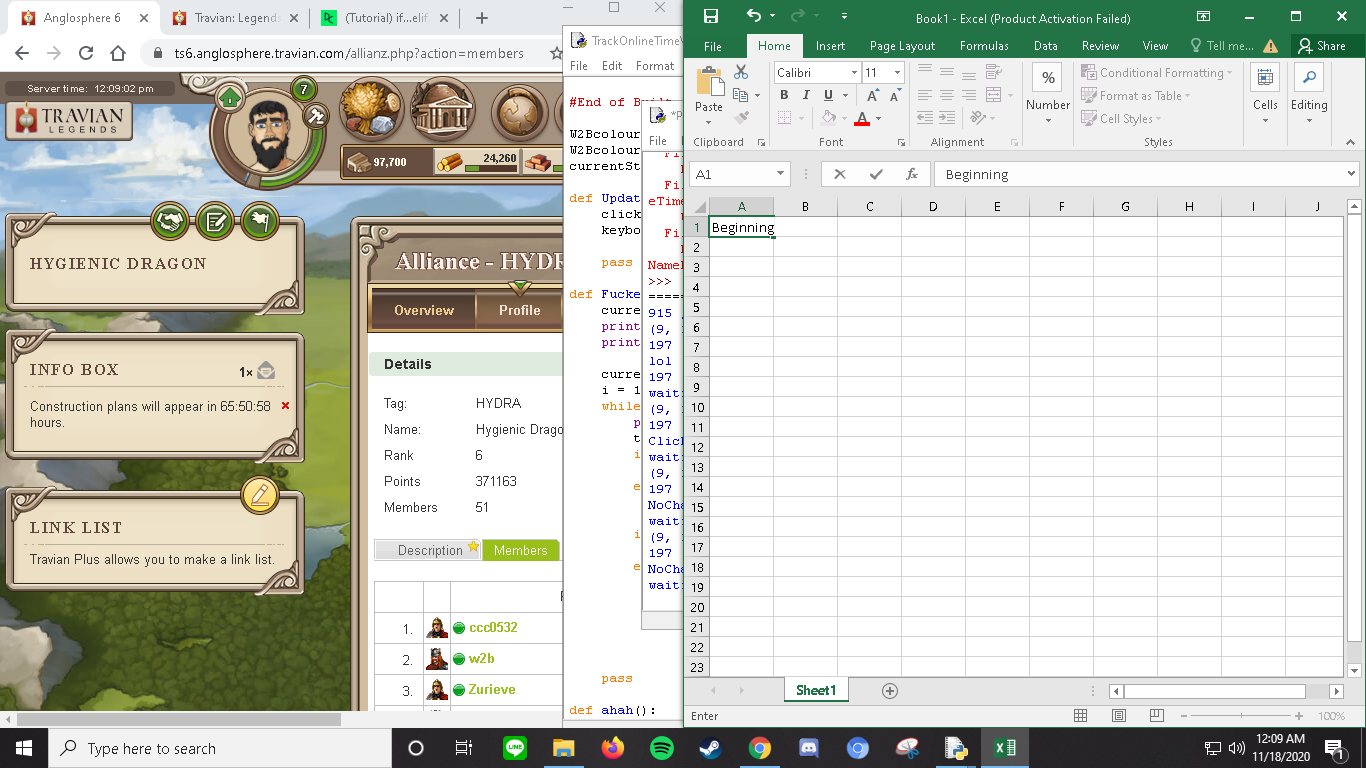 Anglosphere 6
Travian: Legends
(Tutorial) if...elif
ts6.anglosphere.travian.com/allianz.php?action=members
Server time: 12:09:02 pm
TRAVIAN
LEGENDS
7
97,700
24,260
HYGIENIC DRAGON
INFO BOX
1×
Construction plans will appear in 65:50:58
hours.
LINK LIST
Travian Plus allows you to make a link list.
Alliance - HYDR
Overview
Profile
Details
Tag: HYDRA
Name: Hygienic Drago
Rank 6
Points 371163
Members 51
Description
Members
1. ccc0532
2. w2b
3. Zurieve
TrackOnlineTimeV
File Edit Format
#End of Built
W2Bcolour
W2Bcolour
currentSt
def Updat
click
keybo
pass
def Fucke
curre
print
print
curre
i = 1
while
p
t
i
e
i
e
pass
def ahah():
*p
File
Fi
Fi
eTime
Fi
Name
>>>
=====
915
(9,
197
lol
197
waiti
(9,
197
Click
waiti
(9,
197
NoCha
waiti
(9,
197
NoCha
waiti
Book1 - Excel (Product Activation Failed)
File Home Insert Page Layout Formulas Data Review View Tell me... Share
Paste
Clipboard
Calibri 11
B I U A A
A
Font
Alignment
%
Number
Conditional Formatting
Format as Table
Cell Styles
Styles
Cells
Editing
A1 fx Beginning
A B C D E F G H I J
1 Beginning
2
3
4
5
6
7
8
9
10
11
12
13
14
15
16
17
18
19
20
21
22
23
Sheet1
Enter
100%
Type here to search
LINE
12:09 AM
11/18/2020
1